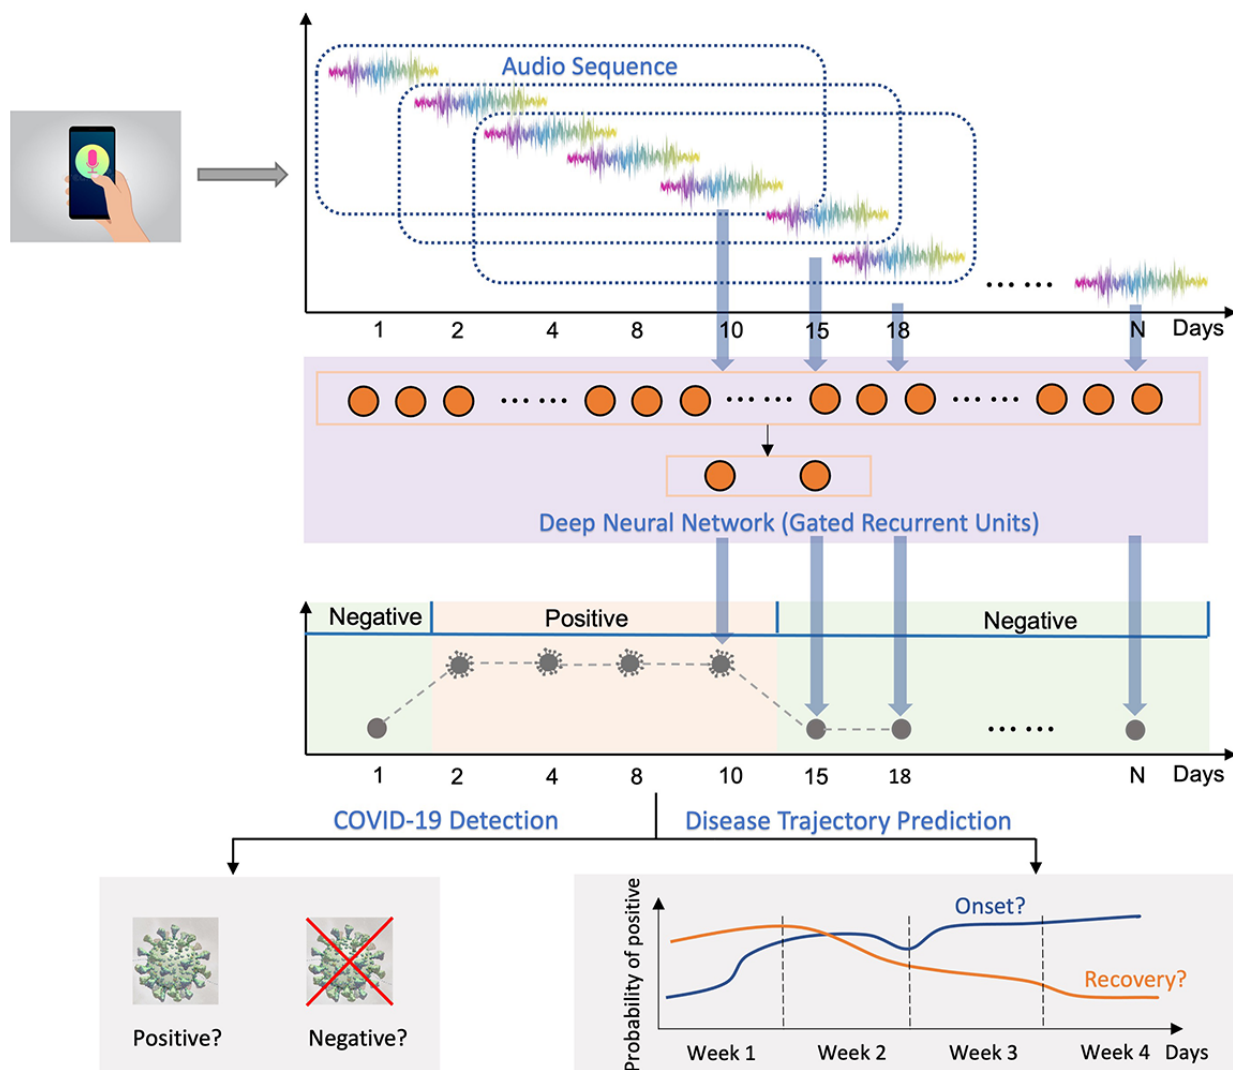 Audio Sequence
…… 
1 2 4 8 10 15 18 N Days
…… …… ……
Deep Neural Network (Gated Recurrent Units)
Negative Positive Negative
……
1 2 4 8 10 15 18 N Days
COVID-19 Detection Disease Trajectory Prediction
Positive? Negative?
Probability of positive
Onset?
Recovery?
Week 1 Week 2 Week 3 Week 4 Days